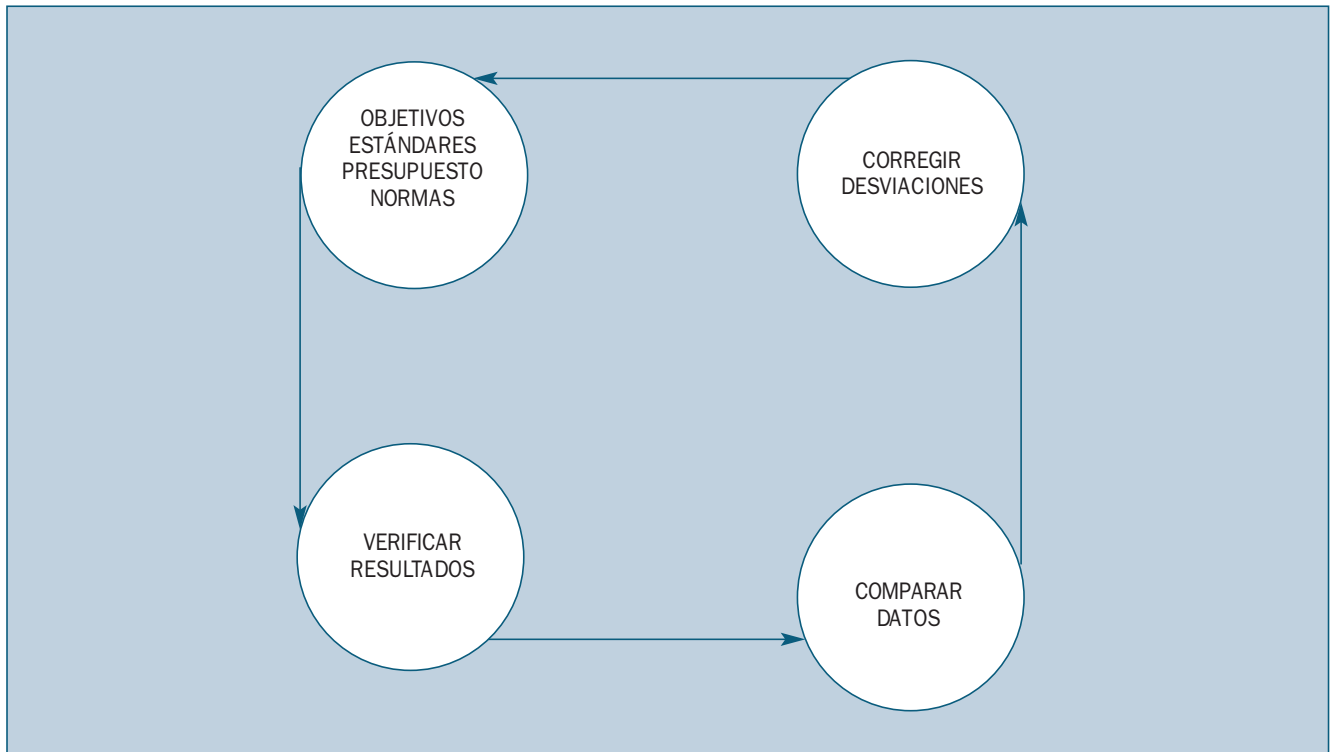 OBJETIVOS
ESTÁNDARES
PRESUPUESTO
NORMAS
CORREGIR
DESVIACIONES
VERIFICAR
RESULTADOS
COMPARAR
DATOS